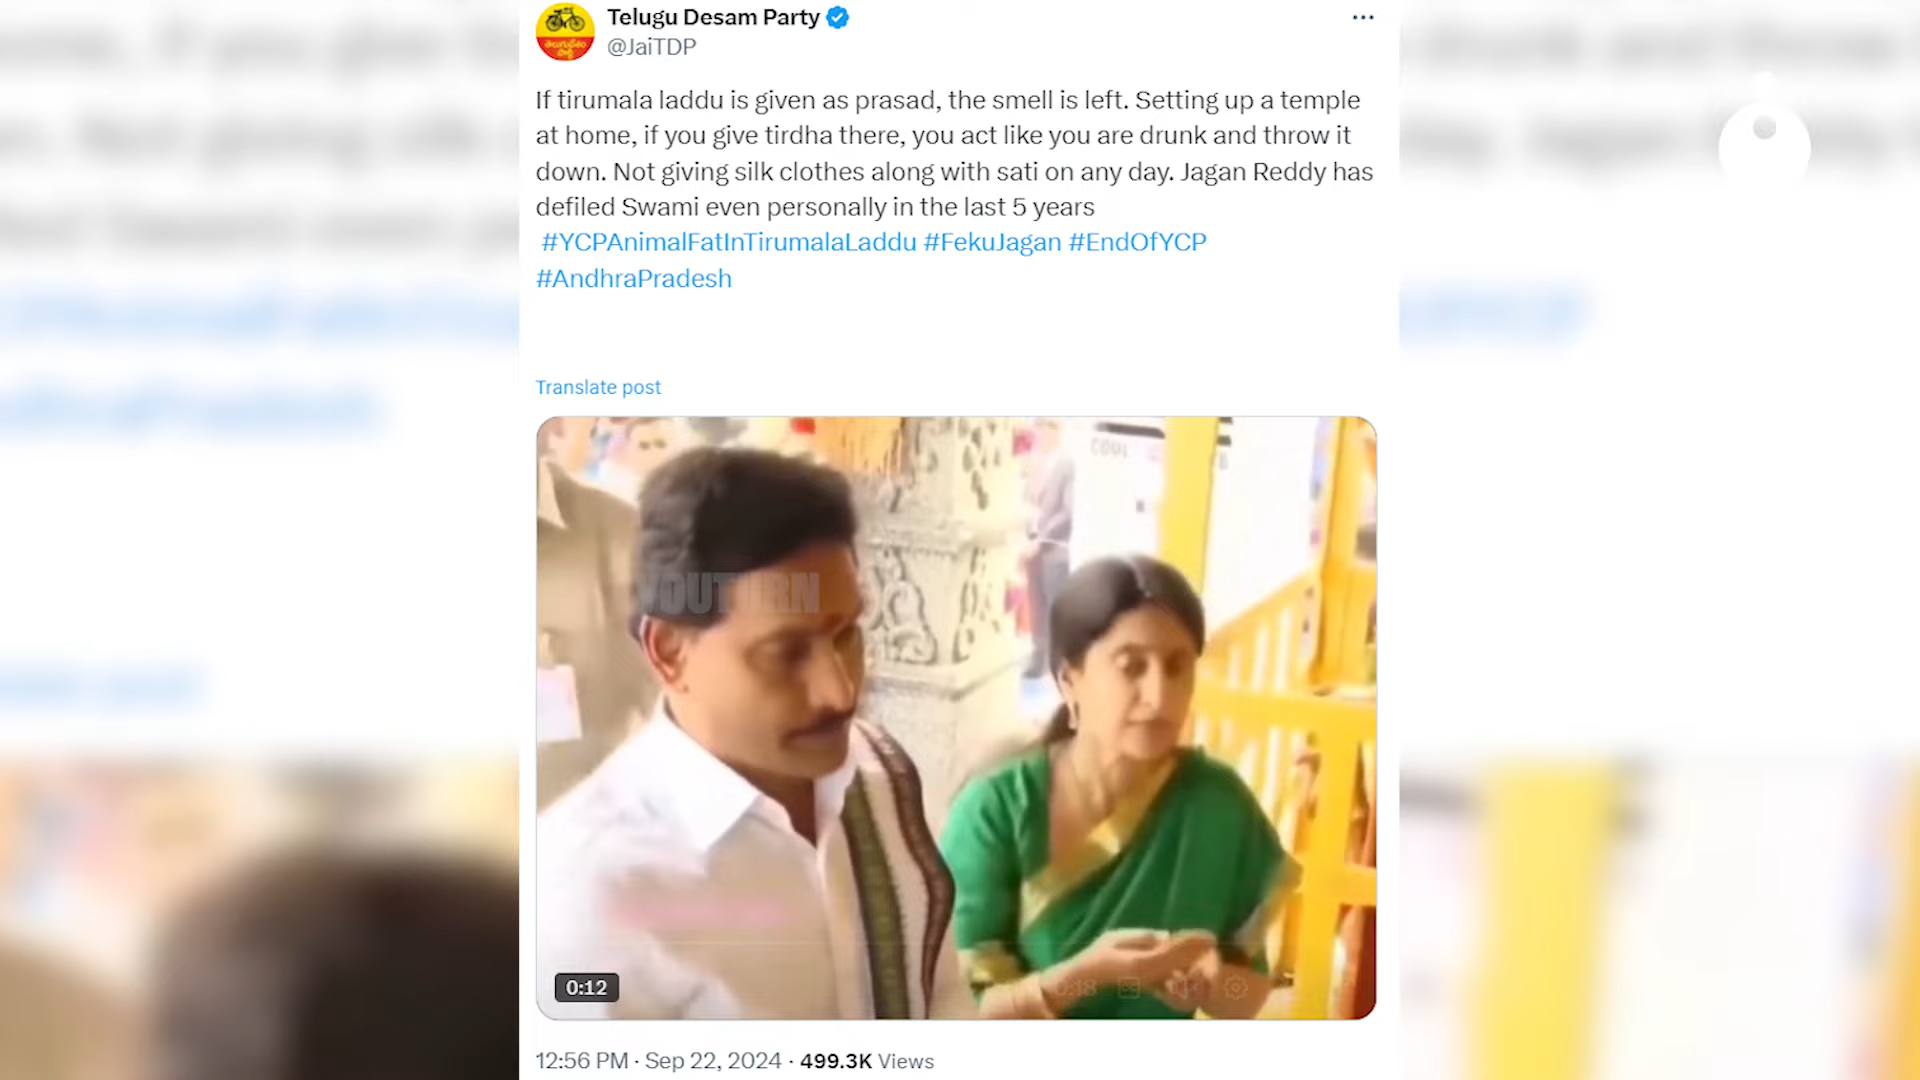 Telugu Desam Party
@JaiTDP
If tirumala laddu is given as prasad, the smell is left. Setting up a temple
at home, if you give tirdha there, you act like you are drunk and throw it
down. Not giving silk clothes along with sati on any day. Jagan Reddy has
defiled Swami even personally in the last 5 years
#YCPAnimalFatInTirumalaLaddu #FekuJagan #EndOfYCP
#AndhraPradesh
Translate post
COOL
YOUTURN
0:12
0:18
12:56 PM · Sep 22, 2024 · 499.3K Views